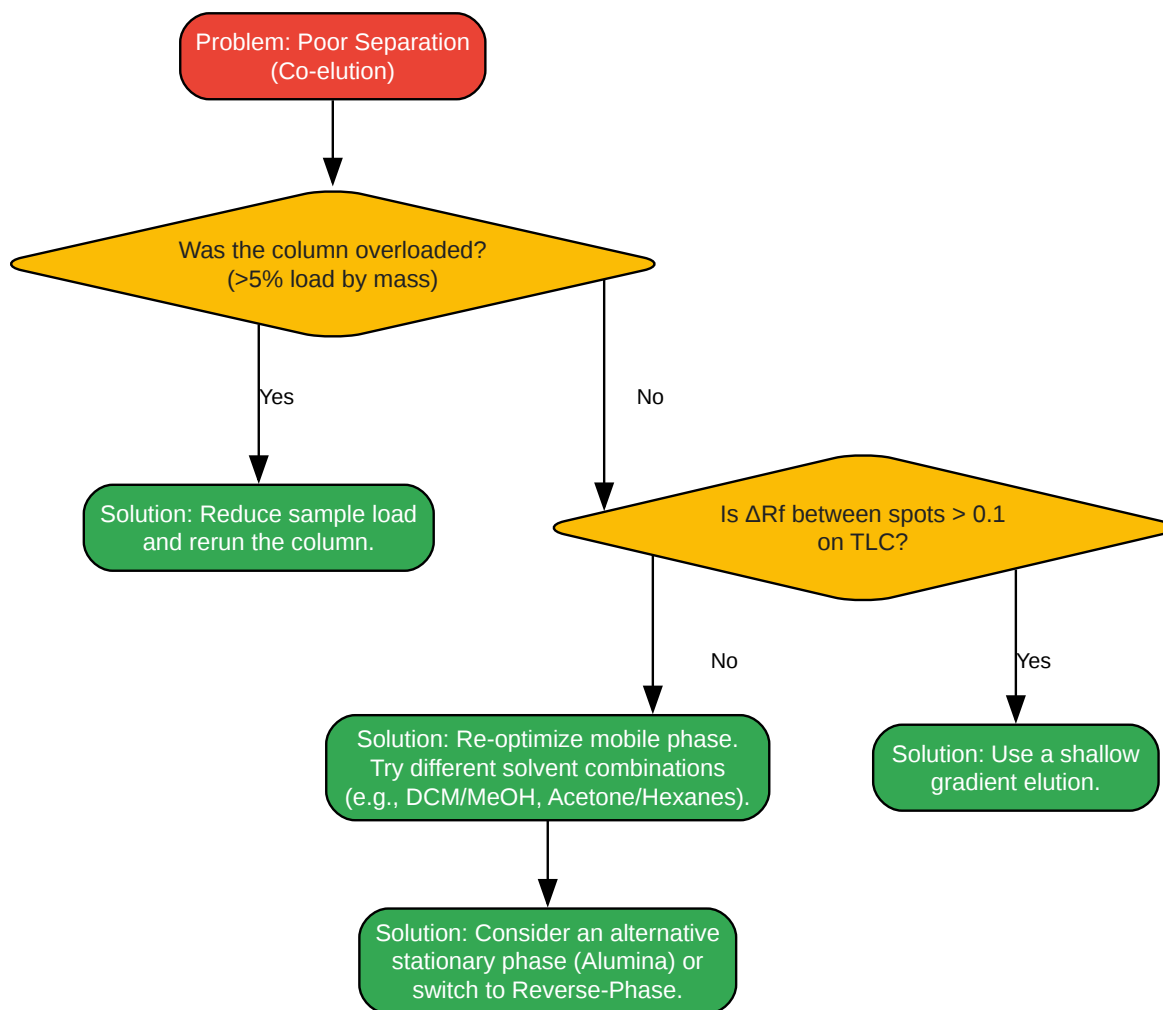 Problem: Poor Separation
(Co-elution)
Was the column overloaded?
(>5% load by mass)
Yes
No
Solution: Reduce sample load
and rerun the column.
Is ΔRf between spots > 0.1
on TLC?
No
Yes
Solution: Re-optimize mobile phase.
Try different solvent combinations
(e.g., DCM/MeOH, Acetone/Hexanes).
Solution: Use a shallow
gradient elution.
Solution: Consider an alternative
stationary phase (Alumina) or
switch to Reverse-Phase.